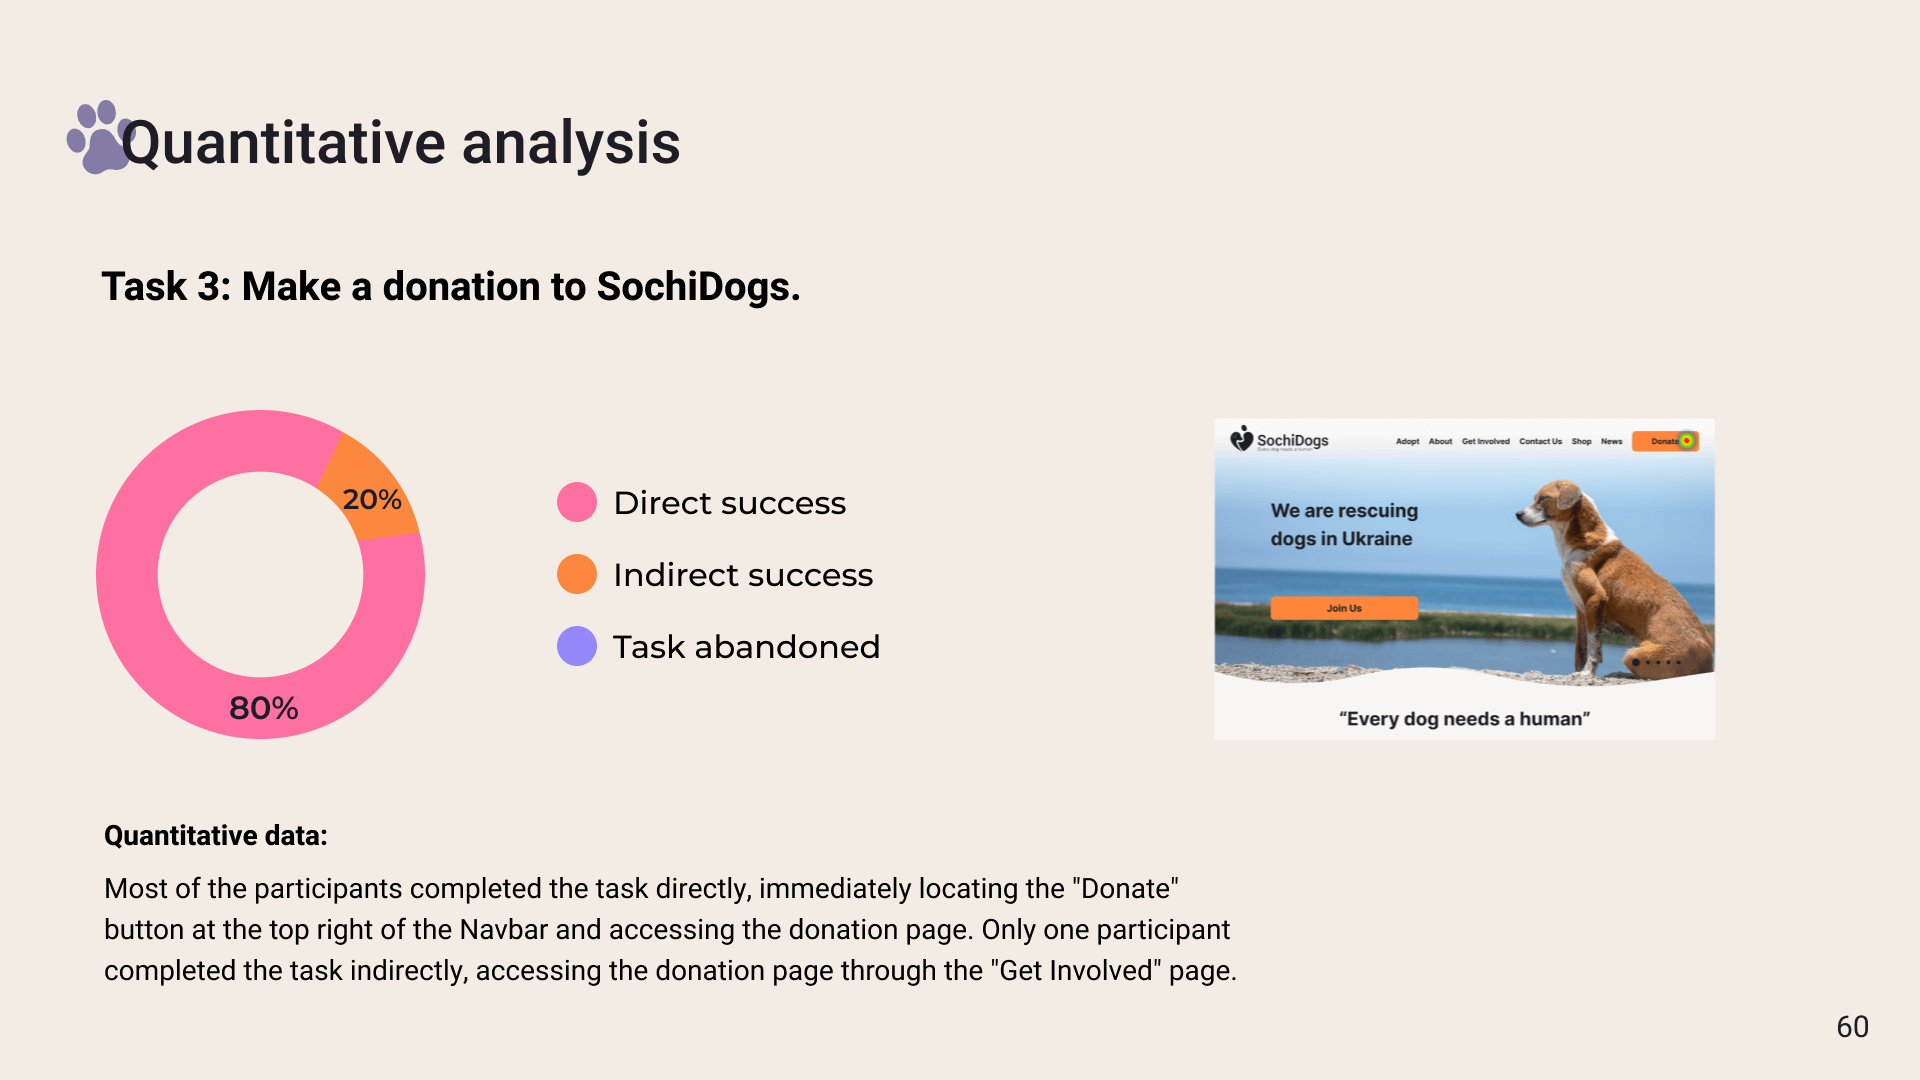 Quantitative analysis
Task 3: Make a donation to SochiDogs.
20%
80%
Direct success
Indirect success
Task abandoned
SochiDogs
Every dog needs a human
Adopt About Get Involved Contact Us Shop News Donate
We are rescuing
dogs in Ukraine
Join Us
“Every dog needs a human”
Quantitative data:
Most of the participants completed the task directly, immediately locating the "Donate"
button at the top right of the Navbar and accessing the donation page. Only one participant
completed the task indirectly, accessing the donation page through the "Get Involved" page.
60